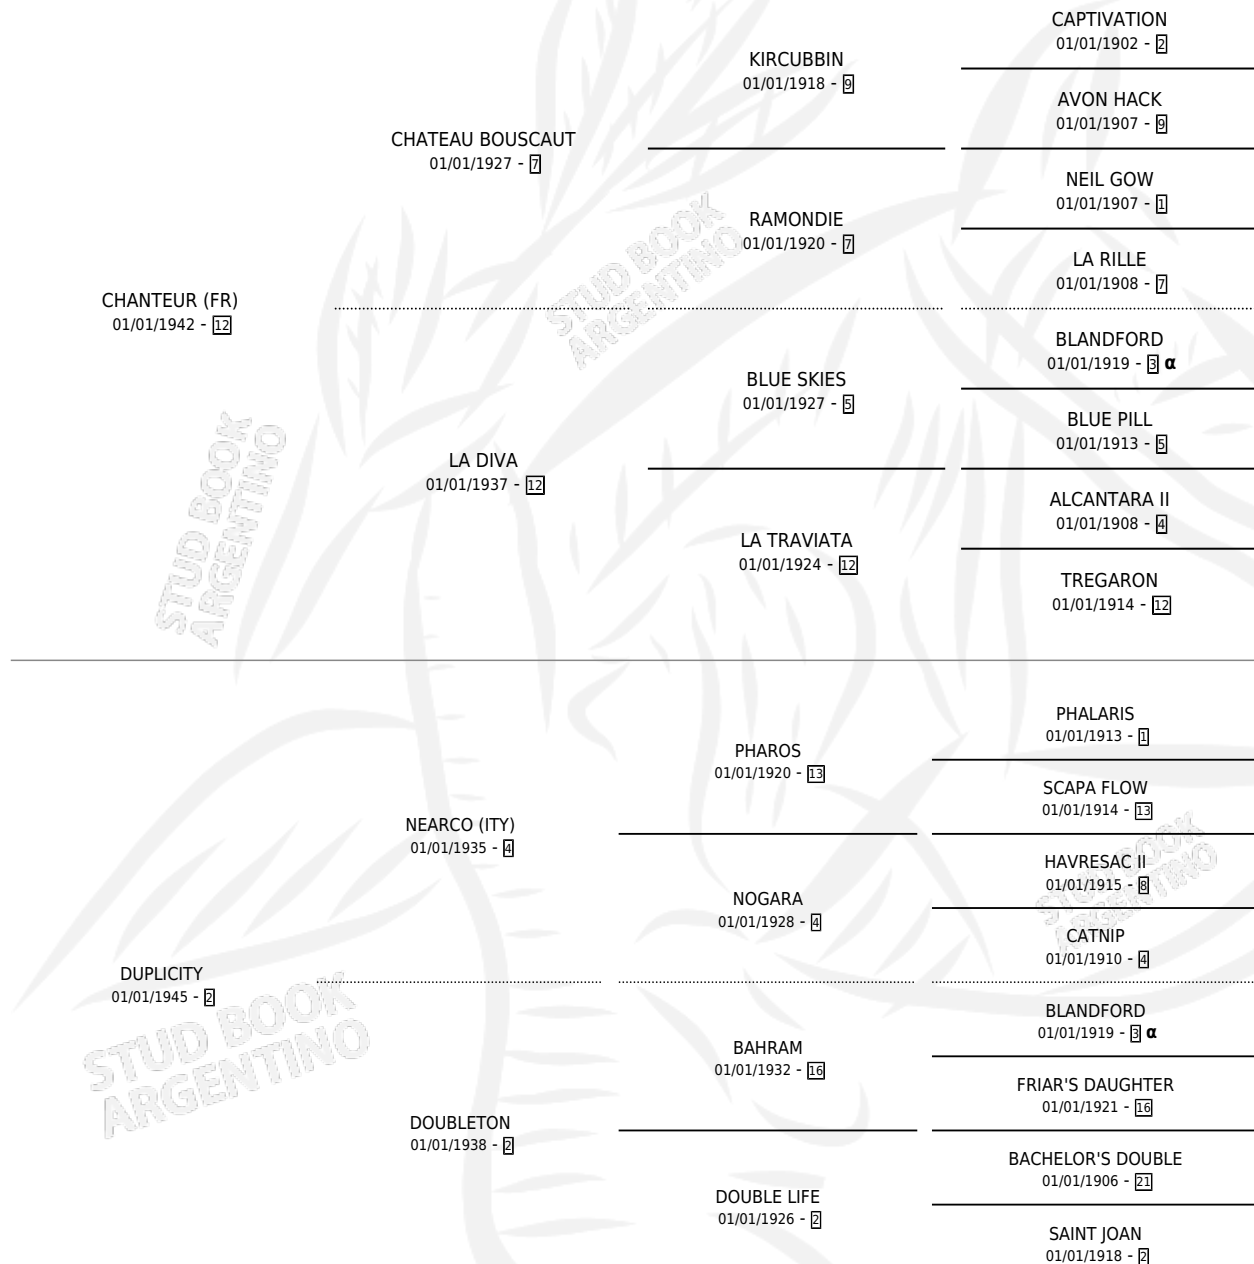 CAPTIVATION
01/01/1902 - 2
KIRCUBBIN
01/01/1918 - 9
AVON HACK
01/01/1907 - 9
CHATEAU BOUSCAUT
01/01/1927 - 7
NEIL GOW
01/01/1907 - 1
RAMONDIE
01/01/1920 - 7
LA RILLE
01/01/1908 - 7
CHANTEUR (FR)
01/01/1942 - 12
BLANDFORD
01/01/1919 - 3 α
BLUE SKIES
01/01/1927 - 5
BLUE PILL
01/01/1913 - 5
LA DIVA
01/01/1937 - 12
ALCANTARA II
01/01/1908 - 4
LA TRAVIATA
01/01/1924 - 12
TREGARON
01/01/1914 - 12
PHALARIS
01/01/1913 - 1
PHAROS
01/01/1920 - 13
SCAPA FLOW
01/01/1914 - 13
NEARCO (ITY)
01/01/1935 - 4
HAVRESAC II
01/01/1915 - 8
NOGARA
01/01/1928 - 4
CATNIP
01/01/1910 - 4
DUPLICITY
01/01/1945 - 2
BLANDFORD
01/01/1919 - 3 α
BAHRAM
01/01/1932 - 16
FRIAR'S DAUGHTER
01/01/1921 - 16
DOUBLETON
01/01/1938 - 2
BACHELOR'S DOUBLE
01/01/1906 - 21
DOUBLE LIFE
01/01/1926 - 2
SAINT JOAN
01/01/1918 - 2
STUD BOOK
ARGENTINO
STUD BOOK
ARGENTINO
STUD BOOK
ARGENTINO
STUD BOOK
ARGENTINO